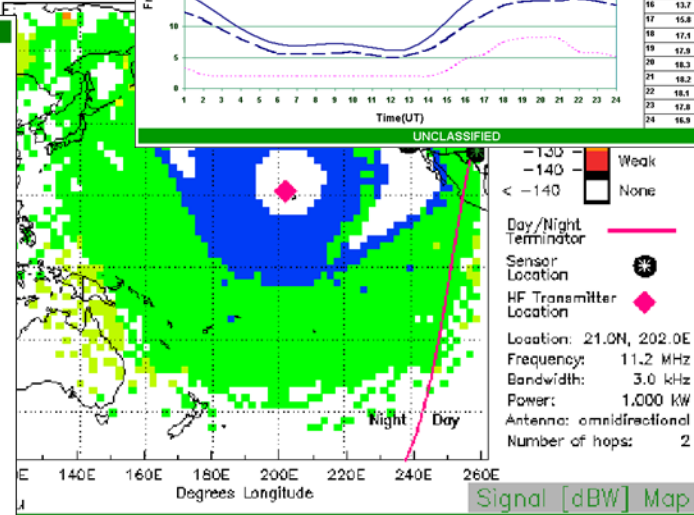 10
5
0
1 2 3 4 5 6 7 8 9 10 11 12 13 14 15 16 17 18 19 20 21 22 23 24
Time(UT)
UNCLASSIFIED
16 13.7
17 15.8
18 17.1
19 17.9
20 18.3
21 18.2
22 18.1
23 17.8
24 16.9
-130
-140 Weak
< -140 None
Day/Night
Terminator
Sensor
Location
HF Transmitter
Location
Location: 21.0N, 202.0E
Frequency: 11.2 MHz
Bandwidth: 3.0 kHz
Power: 1.000 kW
Antenna: omnidirectional
Number of hops: 2
Night Day
140E 160E 180E 200E 220E 240E 260E
Degrees Longitude
Signal [dBW] Map